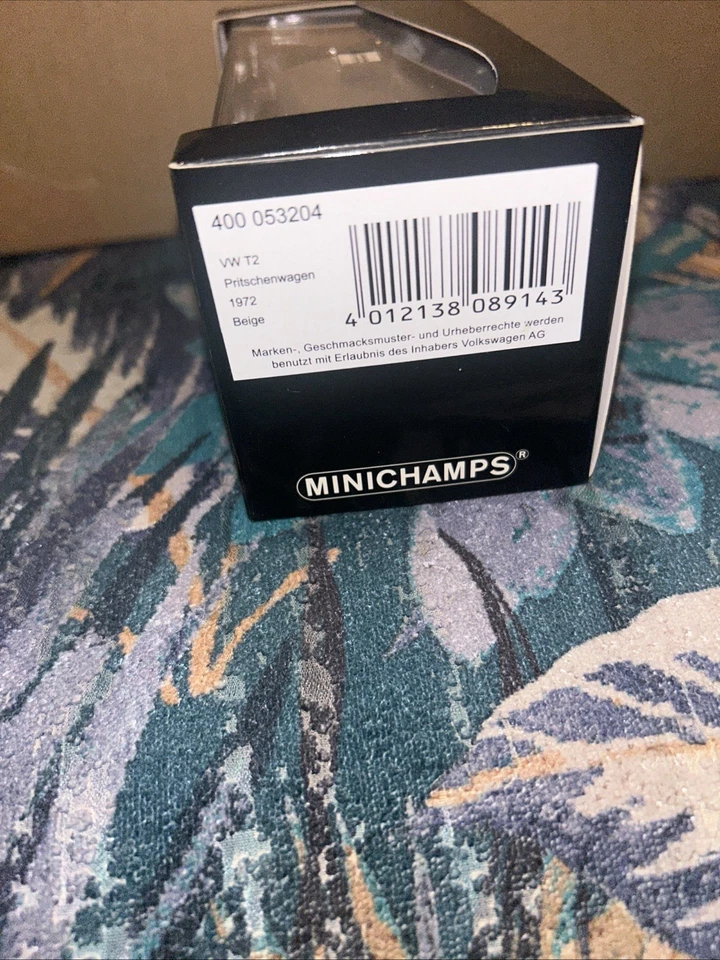 400 053204
VW T2
Pritschenwagen
1972
Beige
4 012138 089143
Marken-, Geschmacksmuster- und Urheberrechte werden
benutzt mit Erlaubnis des Inhabers Volkswagen AG
MINICHAMPS®